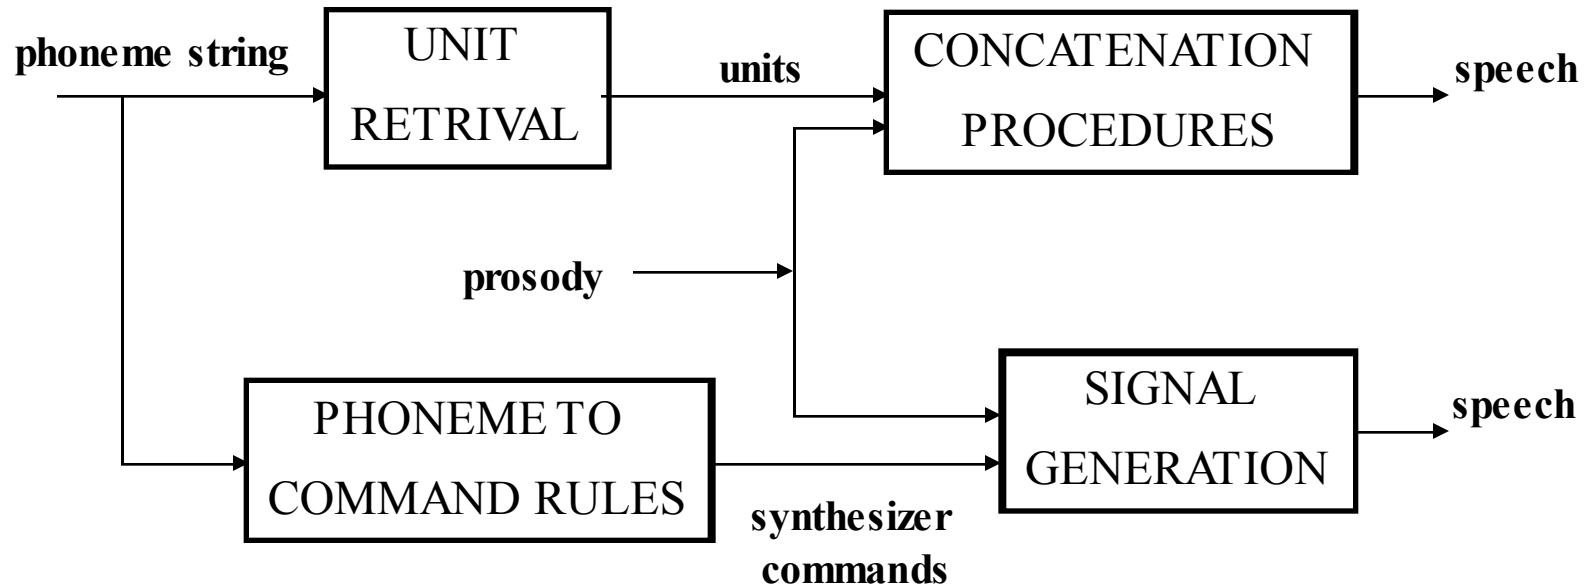 phoneme string
UNIT
RETRIVAL
units
CONCATENATION
PROCEDURES
speech
prosody
PHONEME TO
COMMAND RULES
synthesizer
commands
SIGNAL
GENERATION
speech